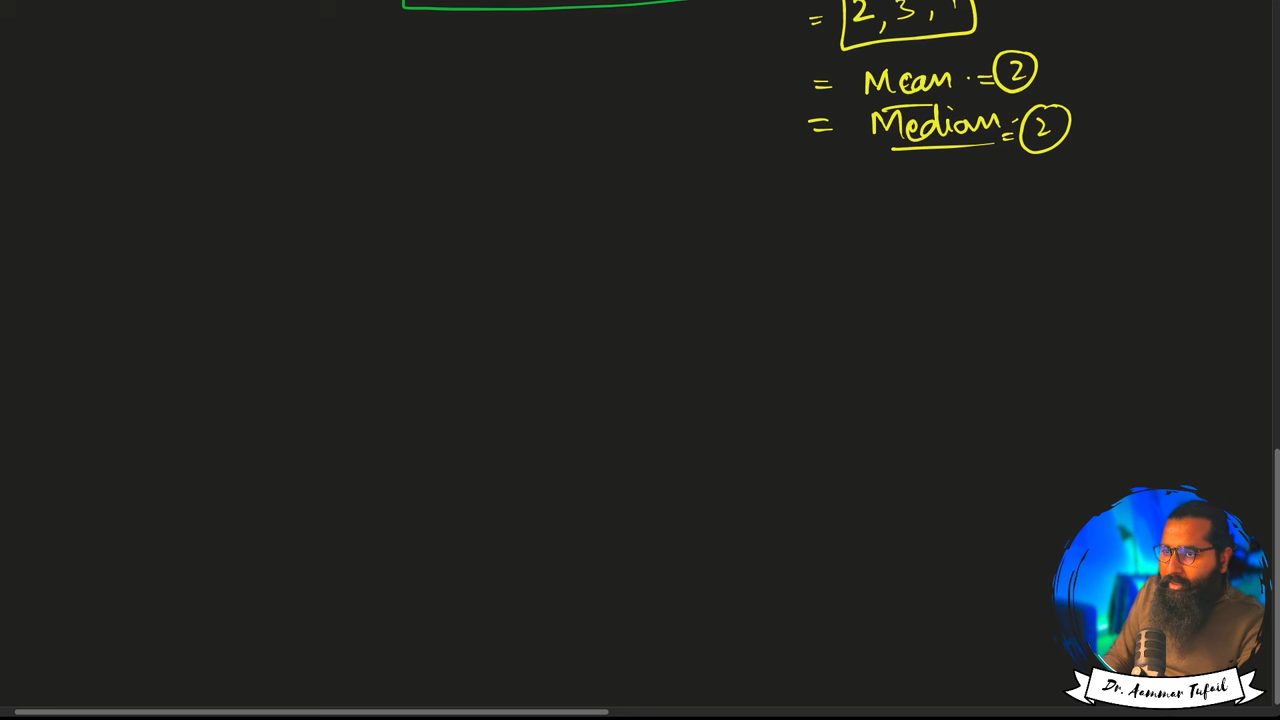 = 2, 3,
= Mean . = 2
= Median : = 2
Dr. Aammar Tufail